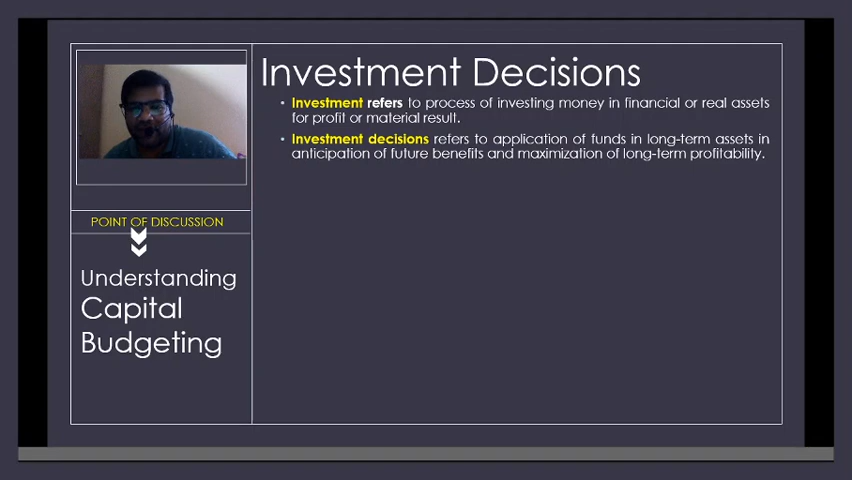 Investment Decisions
• Investment refers to process of investing money in financial or real assets
for profit or material result.
• Investment decisions refers to application of funds in long-term assets in
anticipation of future benefits and maximization of long-term profitability.
POINT OF DISCUSSION
Understanding
Capital
Budgeting